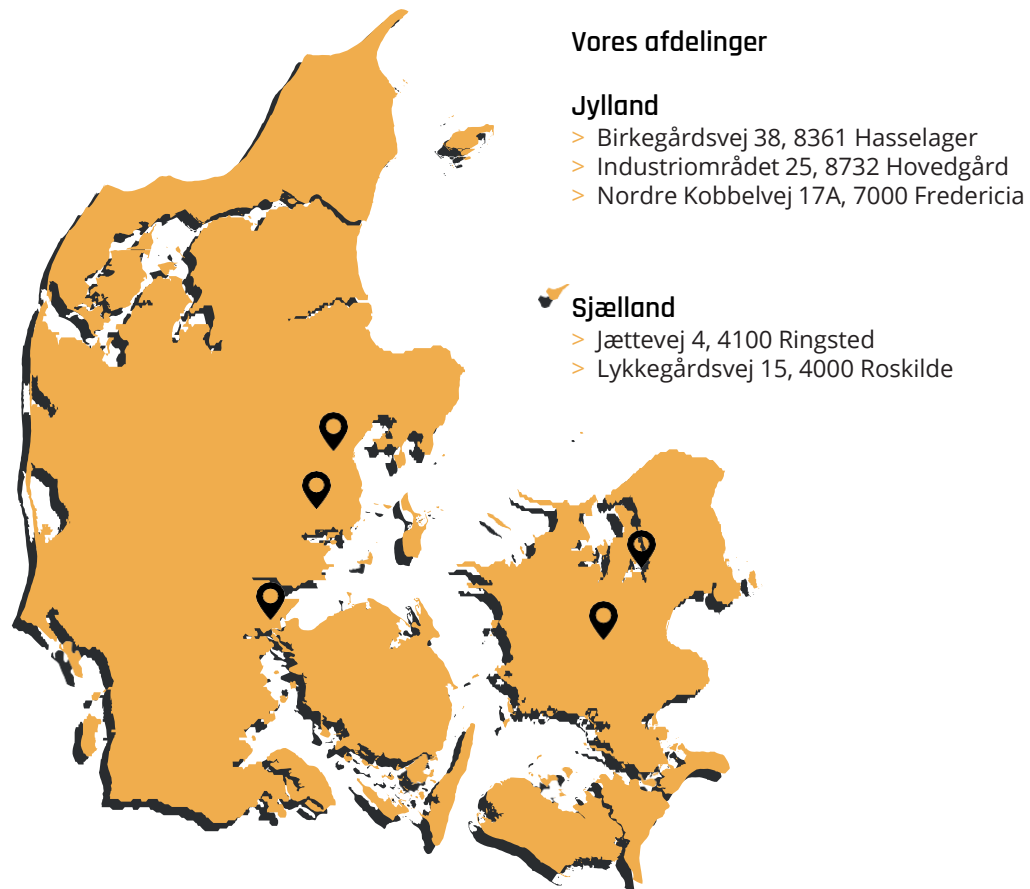 Vores afdelinger
Jylland
> Birkegårdsvej 38, 8361 Hasselager
> Industriområdet 25, 8732 Hovedgård
> Nordre Kobbelvej 17A, 7000 Fredericia
Sjælland
> Jættevej 4, 4100 Ringsted
> Lykkegårdsvej 15, 4000 Roskilde